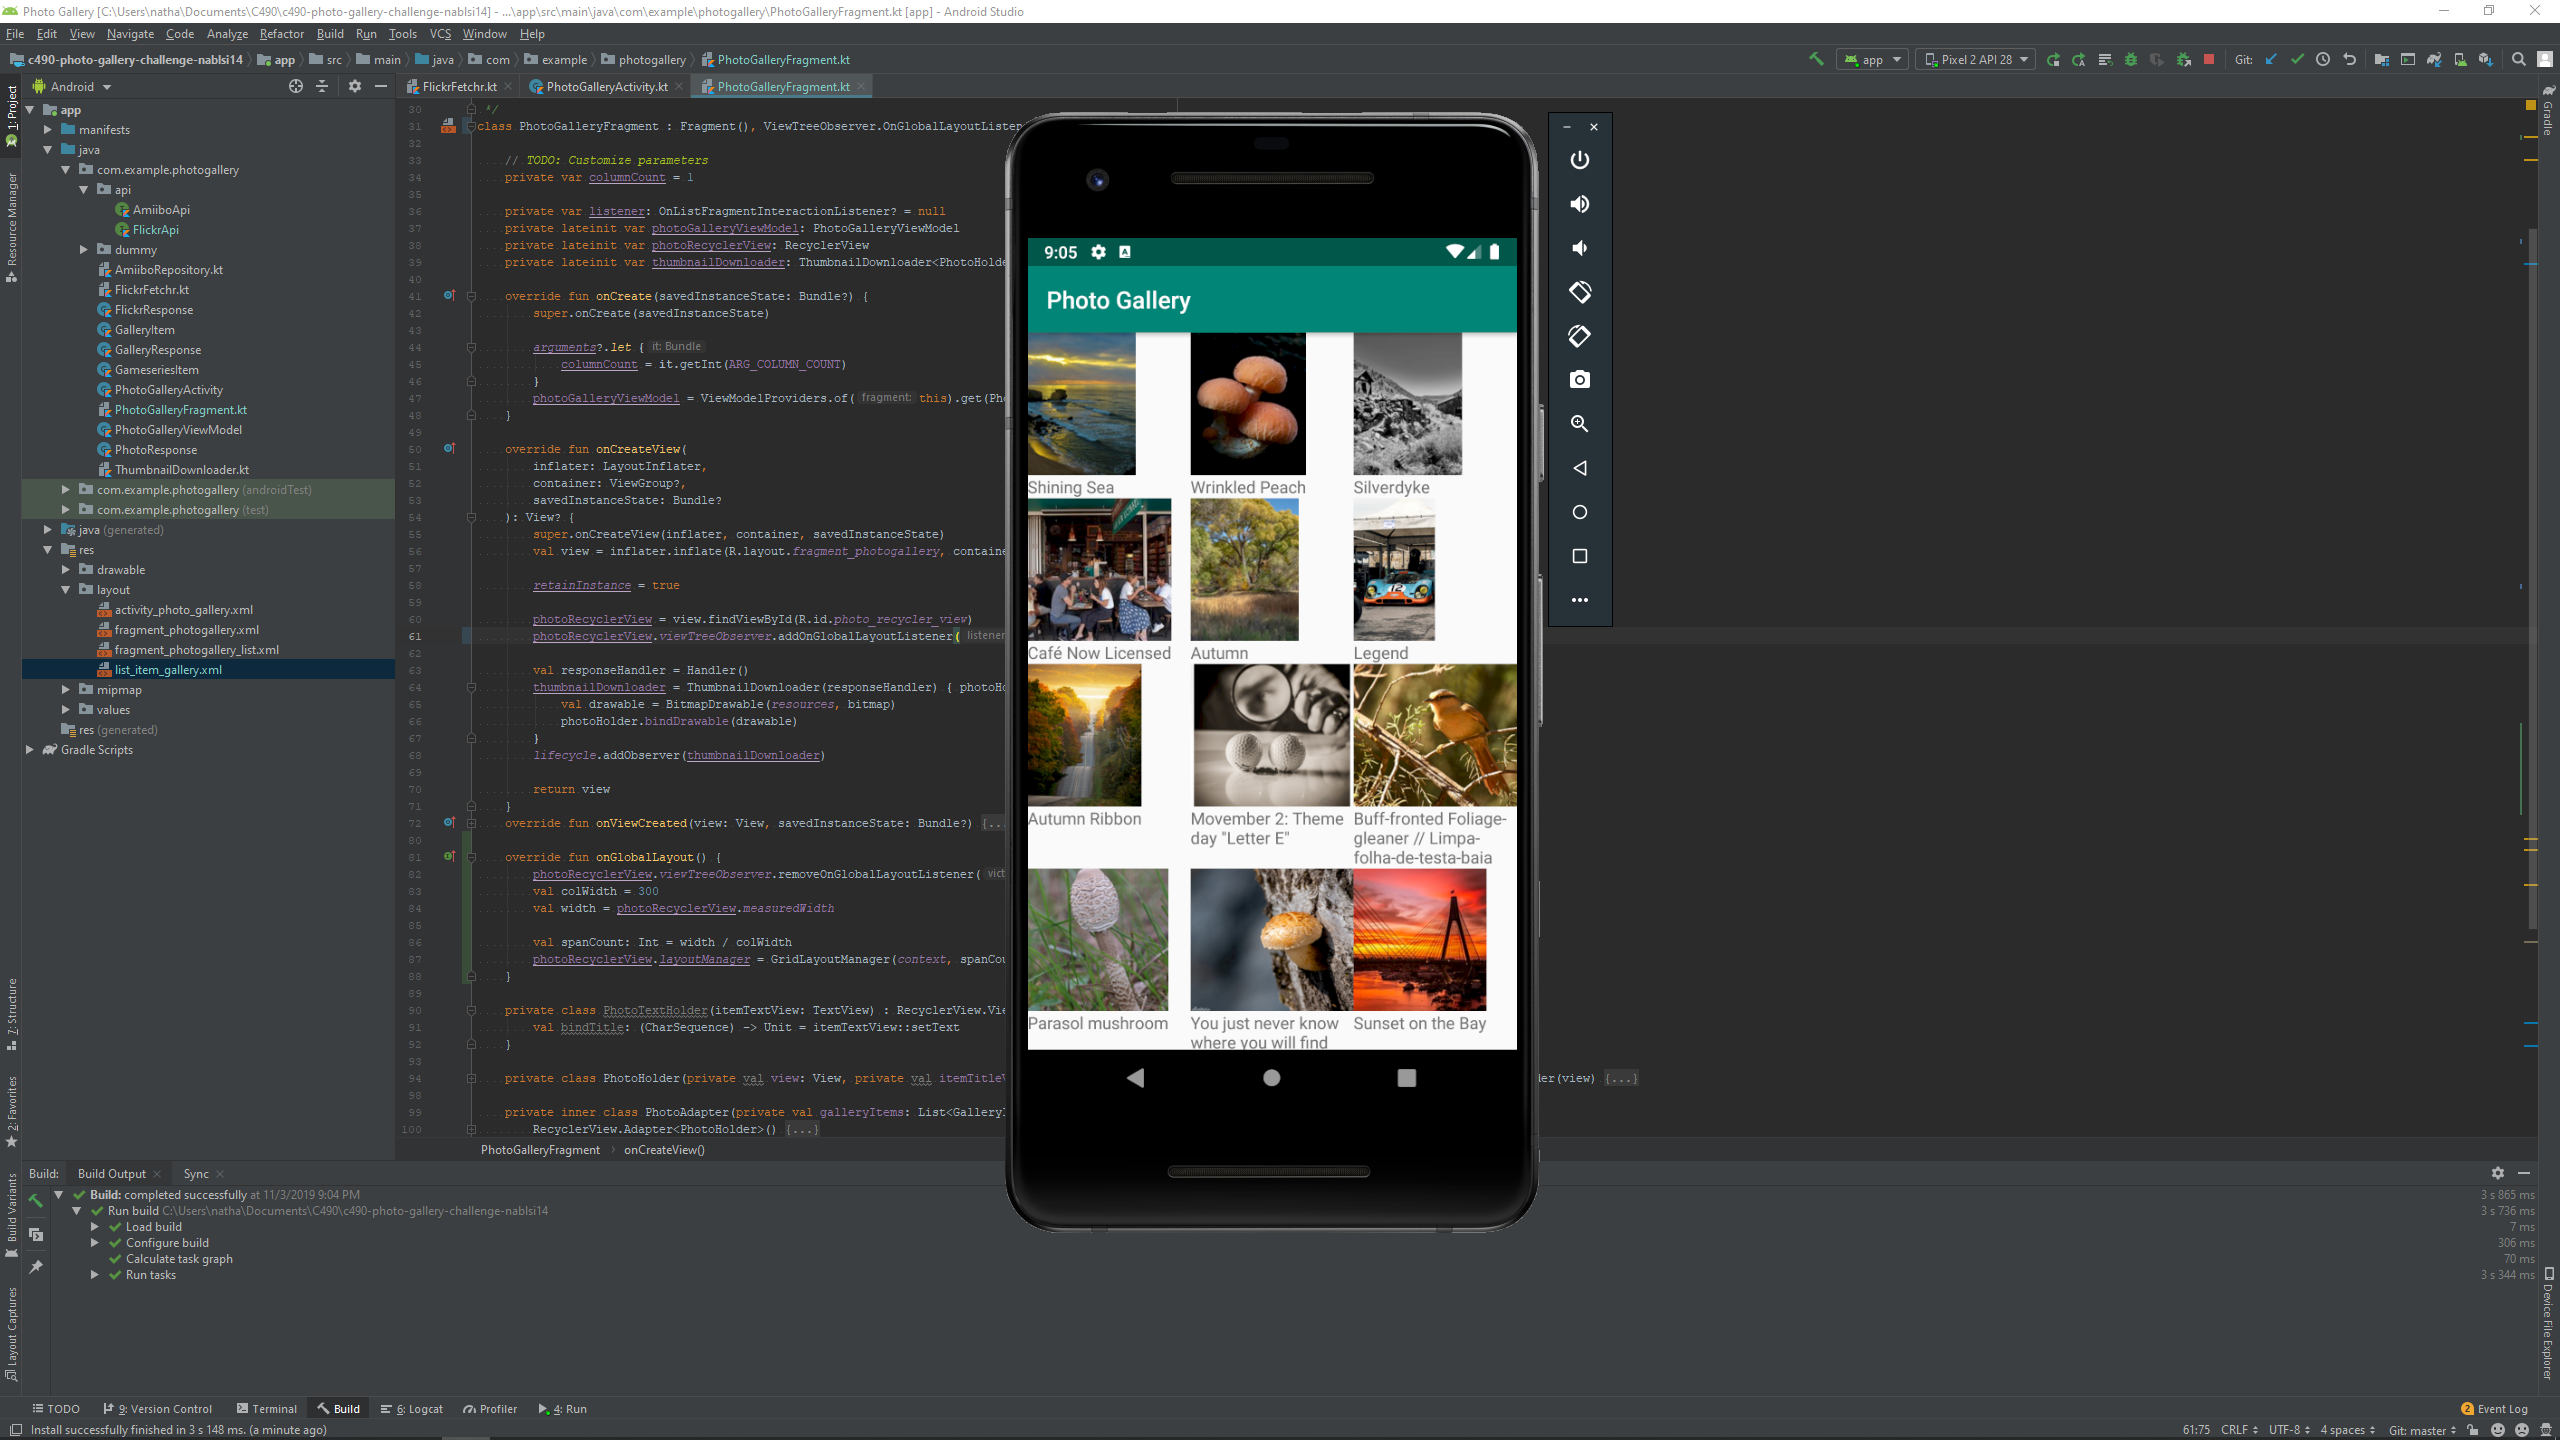 Photo Gallery [C:\Users\natha\Documents\C490\c490-photo-gallery-challenge-nablsi14] - ...\app\src\main\java\com\example\photogallery\PhotoGalleryFragment.kt [app] - Android Studio
File Edit View Navigate Code Analyze Refactor Build Run Tools VCS Window Help
c490-photo-gallery-challenge-nablsi14 app src main java com example photogallery PhotoGalleryFragment.kt
app Pixel 2 API 28 Git:
Android
FlickrFetchr.kt PhotoGalleryActivity.kt PhotoGalleryFragment.kt
1: Project
Resource Manager
7: Structure
2: Favorites
Build Variants
Layout Captures
app
manifests
java
com.example.photogallery
api
AmiiboApi
FlickrApi
dummy
AmiiboRepository.kt
FlickrFetchr.kt
FlickrResponse
GalleryItem
GalleryResponse
GameseriesItem
PhotoGalleryActivity
PhotoGalleryFragment.kt
PhotoGalleryViewModel
PhotoResponse
ThumbnailDownloader.kt
com.example.photogallery (androidTest)
com.example.photogallery (test)
java (generated)
res
drawable
layout
activity_photo_gallery.xml
fragment_photogallery.xml
fragment_photogallery_list.xml
list_item_gallery.xml
mipmap
values
res (generated)
Gradle Scripts
30 */
31 class PhotoGalleryFragment : Fragment(), ViewTreeObserver.OnGlobalLayoutListene
32
33 // TODO: Customize parameters
34 private var columnCount = 1
35
36 private var listener: OnListFragmentInteractionListener? = null
37 private lateinit var photoGalleryViewModel: PhotoGalleryViewModel
38 private lateinit var photoRecyclerView: RecyclerView
39 private lateinit var thumbnailDownloader: ThumbnailDownloader<PhotoHolde
40
41 override fun onCreate(savedInstanceState: Bundle?) {
42 super.onCreate(savedInstanceState)
43
44 arguments?.let { it: Bundle
45 columnCount = it.getInt(ARG_COLUMN_COUNT)
46 }
47 photoGalleryViewModel = ViewModelProviders.of( fragment: this).get(Pho
48 }
49
50 override fun onCreateView(
51 inflater: LayoutInflater,
52 container: ViewGroup?,
53 savedInstanceState: Bundle?
54 ): View? {
55 super.onCreateView(inflater, container, savedInstanceState)
56 val view = inflater.inflate(R.layout.fragment_photogallery, containe
57
58 retainInstance = true
59
60 photoRecyclerView = view.findViewById(R.id.photo_recycler_view)
61 photoRecyclerView.viewTreeObserver.addOnGlobalLayoutListener( listener
62
63 val responseHandler = Handler()
64 thumbnailDownloader = ThumbnailDownloader(responseHandler) { photoHo
65 val drawable = BitmapDrawable(resources, bitmap)
66 photoHolder.bindDrawable(drawable)
67 }
68 lifecycle.addObserver(thumbnailDownloader)
69
70 return view
71 }
72 override fun onViewCreated(view: View, savedInstanceState: Bundle?) {...
80
81 override fun onGlobalLayout() {
82 photoRecyclerView.viewTreeObserver.removeOnGlobalLayoutListener( vict
83 val colWidth = 300
84 val width = photoRecyclerView.measuredWidth
85
86 val spanCount: Int = width / colWidth
87 photoRecyclerView.layoutManager = GridLayoutManager(context, spanCou
88 }
89
90 private class PhotoTextHolder(itemTextView: TextView) : RecyclerView.Vie
91 val bindTitle: (CharSequence) -> Unit = itemTextView::setText
92 }
93
94 private class PhotoHolder(private val view: View, private val itemTitleV der(view) {...}
98
99 private inner class PhotoAdapter(private val galleryItems: List<GalleryI
100 RecyclerView.Adapter<PhotoHolder>() {...}
PhotoGalleryFragment onCreateView()
9:05
Photo Gallery
Shining Sea Wrinkled Peach Silverdyke
Café Now Licensed Autumn Legend
12
Autumn Ribbon Movember 2: Theme day "Letter E" Buff-fronted Foliage-gleaner // Limpa-folha-de-testa-baia
Parasol mushroom You just never know where you will find Sunset on the Bay
Gradle
Device File Explorer
Build: Build Output Sync
Build: completed successfully at 11/3/2019 9:04 PM 3 s 865 ms
Run build C:\Users\natha\Documents\C490\c490-photo-gallery-challenge-nablsi14 3 s 736 ms
Load build 7 ms
Configure build 306 ms
Calculate task graph 70 ms
Run tasks 3 s 344 ms
TODO 9: Version Control Terminal Build 6: Logcat Profiler 4: Run 2 Event Log
Install successfully finished in 3 s 148 ms. (a minute ago) 61:75 CRLF UTF-8 4 spaces Git: master